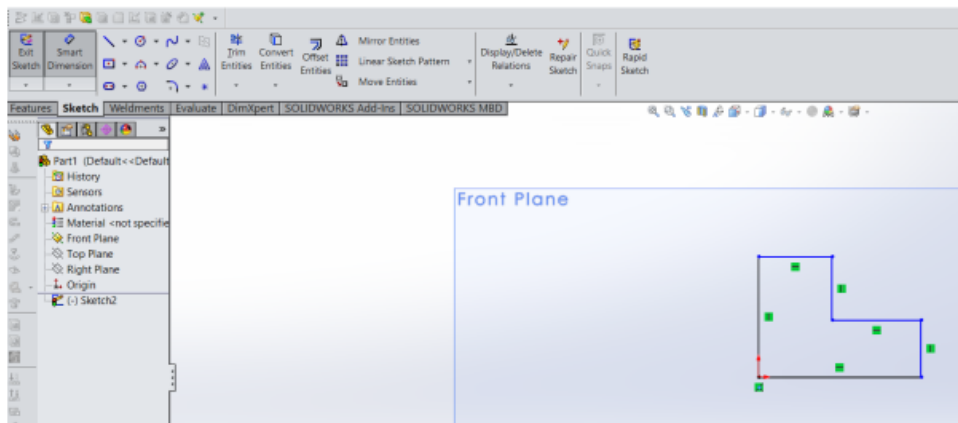 Exit Sketch
Smart Dimension
Trim Entities
Convert Entities
Offset Entities
Mirror Entities
Linear Sketch Pattern
Move Entities
Display/Delete Relations
Repair Sketch
Quick Snaps
Rapid Sketch
Features Sketch Weldments Evaluate DimXpert SOLIDWORKS Add-Ins SOLIDWORKS MBD
Part1 (Default<<Default
History
Sensors
Annotations
Material <not specifie
Front Plane
Top Plane
Right Plane
Origin
(-) Sketch2
Front Plane